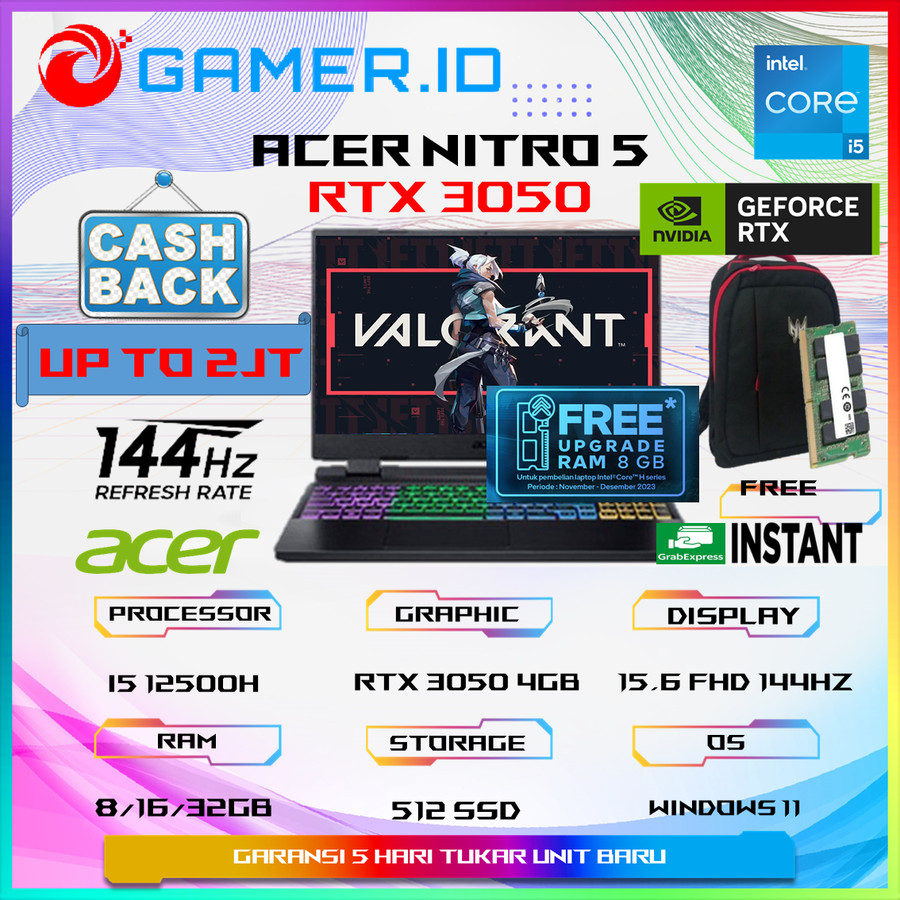 GAMER.ID
intel.
CORE
i5
ACER NITRO 5
RTX 3050
NVIDIA
GEFORCE
RTX
CASH
BACK
UP TO 2JT
VALORANT
FREE*
UPGRADE
RAM 8 GB
Untuk pembelian laptop Intel® Core™ H series
Periode : November - Desember 2023
144Hz
REFRESH RATE
acer
FREE
GrabExpress
INSTANT
PROCESSOR
GRAPHIC
DISPLAY
I5 12500H
RTX 3050 4GB
15,6 FHD 144HZ
RAM
STORAGE
OS
8/16/32GB
512 SSD
WINDOWS 11
GARANSI 5 HARI TUKAR UNIT BARU